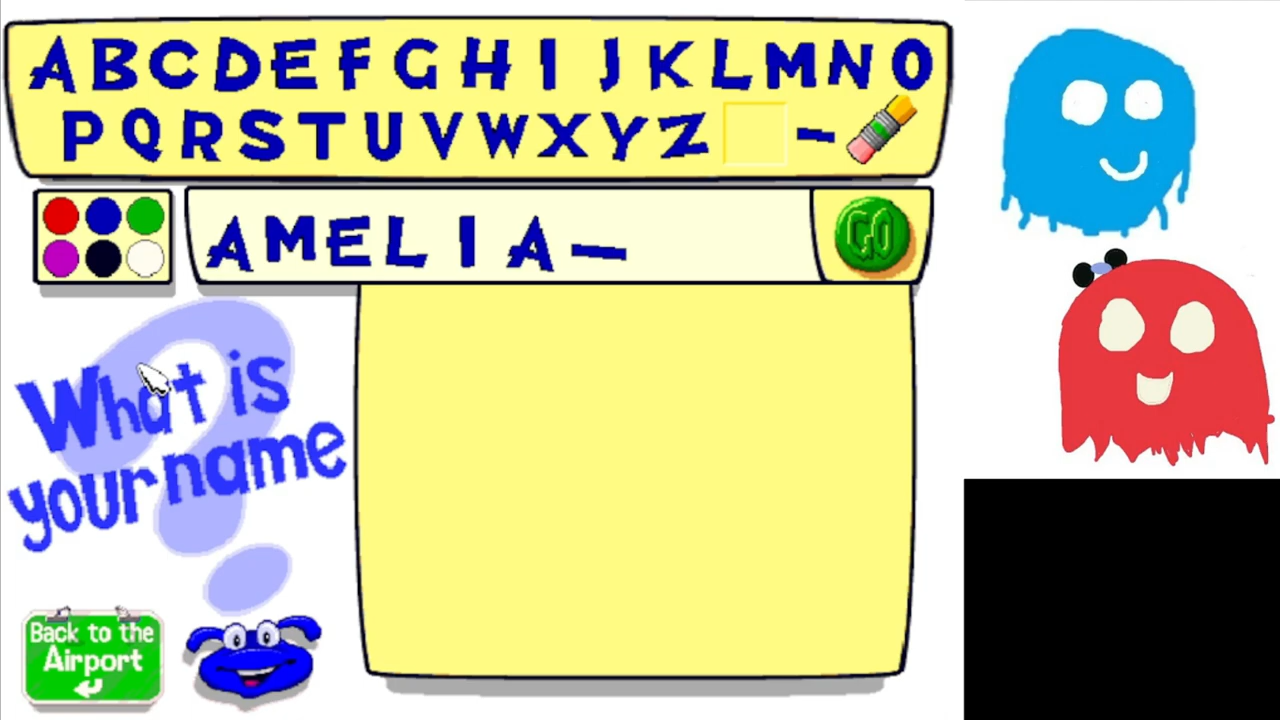 ABCDEFGHIJKLMNO
PQRSTUVWXYZ -
AMELIA-
GO
What is
your name
Back to the
Airport